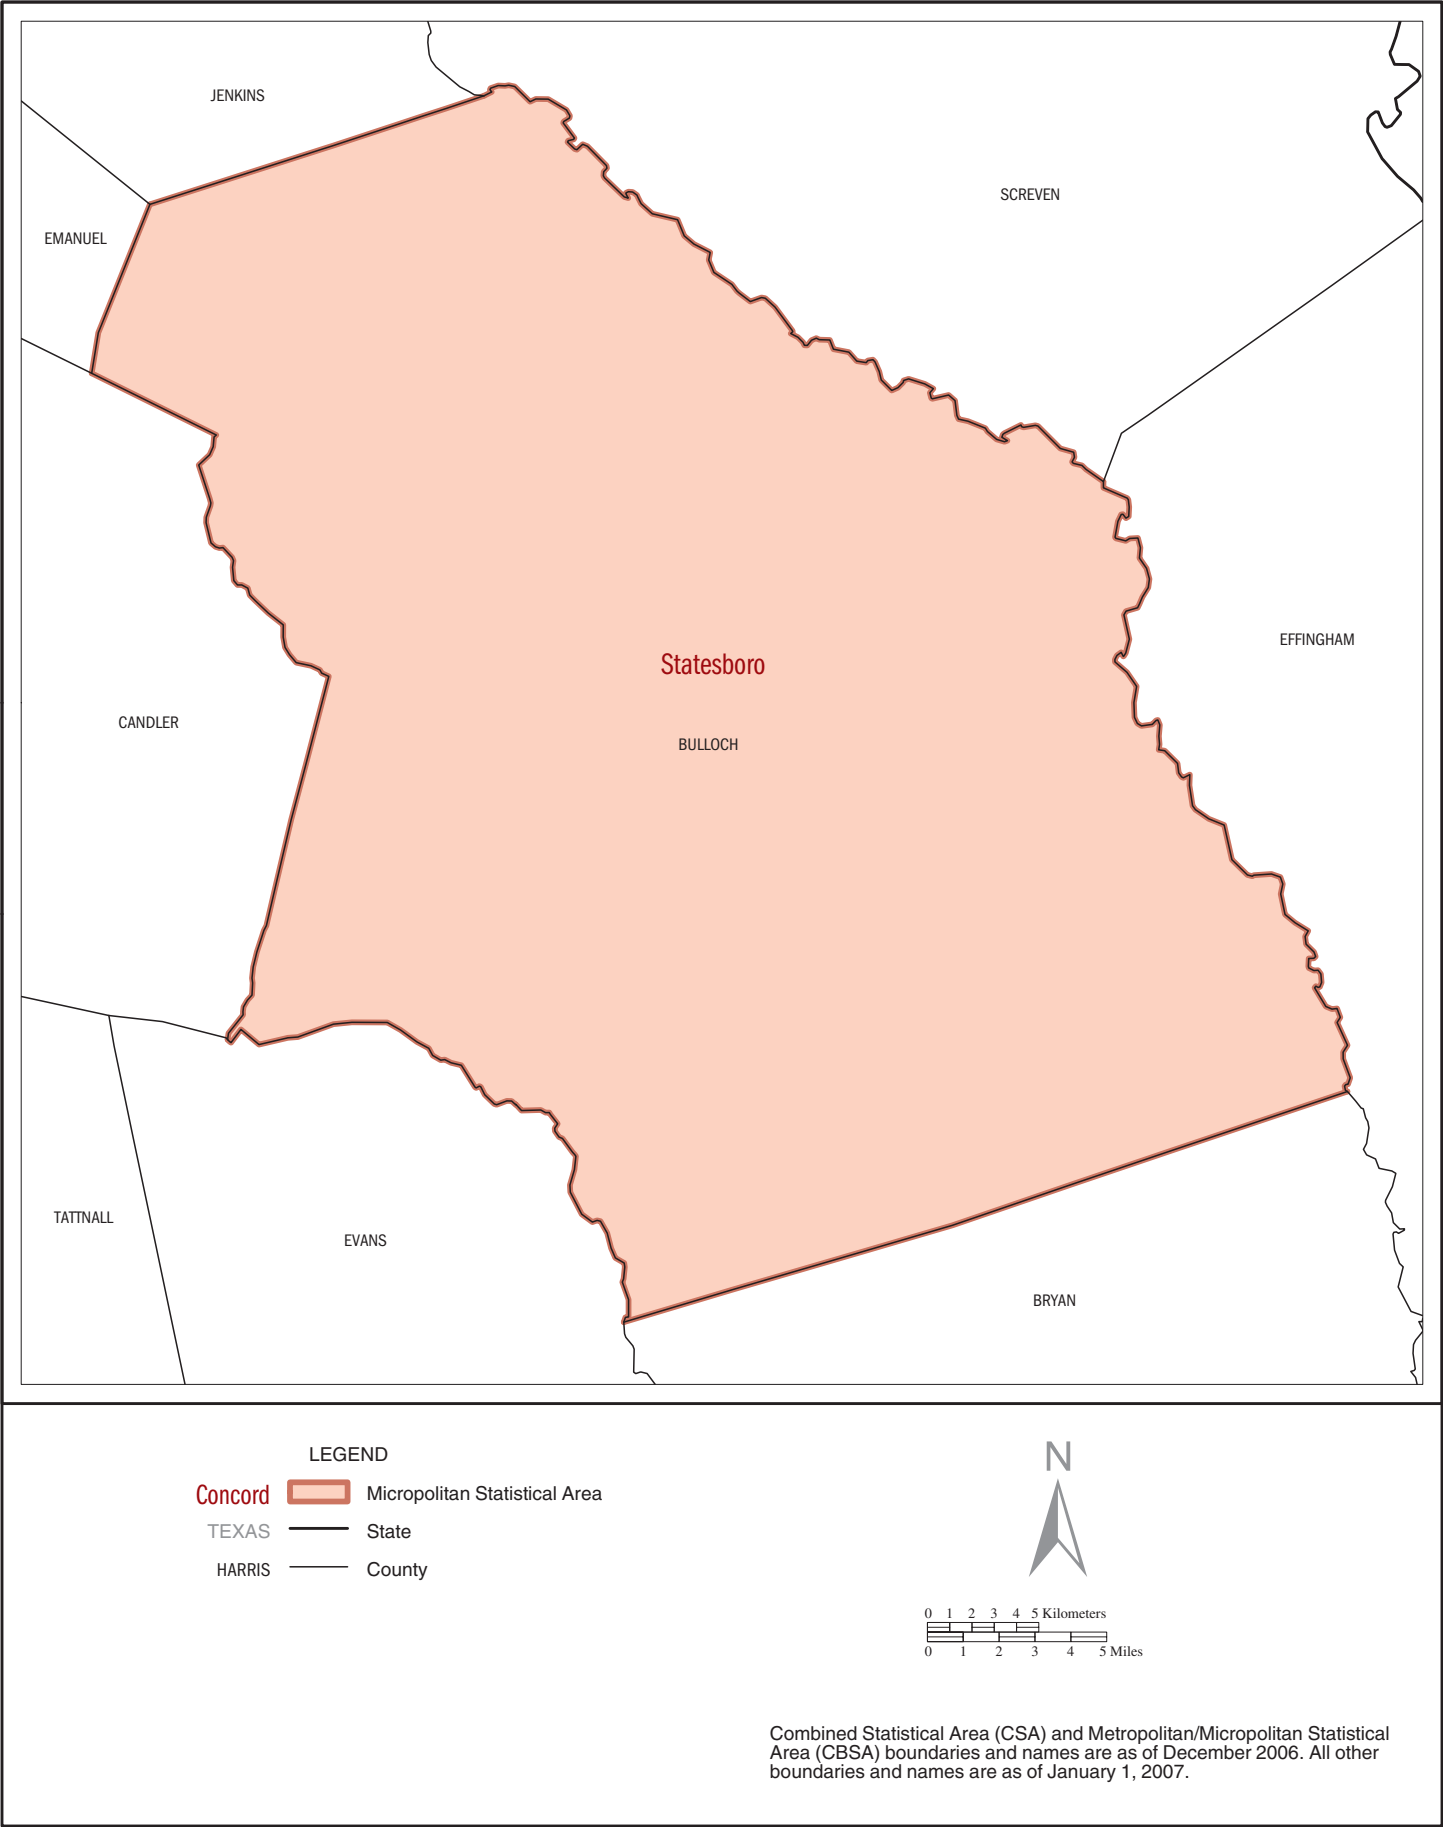 JENKINS
SCREVEN
EMANUEL
EFFINGHAM
Statesboro
CANDLER
BULLOCH
TATTNALL
EVANS
BRYAN
LEGEND
Concord Micropolitan Statistical Area
TEXAS State
HARRIS County
N
0 1 2 3 4 5 Kilometers
0 1 2 3 4 5 Miles
Combined Statistical Area (CSA) and Metropolitan/Micropolitan Statistical
Area (CBSA) boundaries and names are as of December 2006. All other
boundaries and names are as of January 1, 2007.